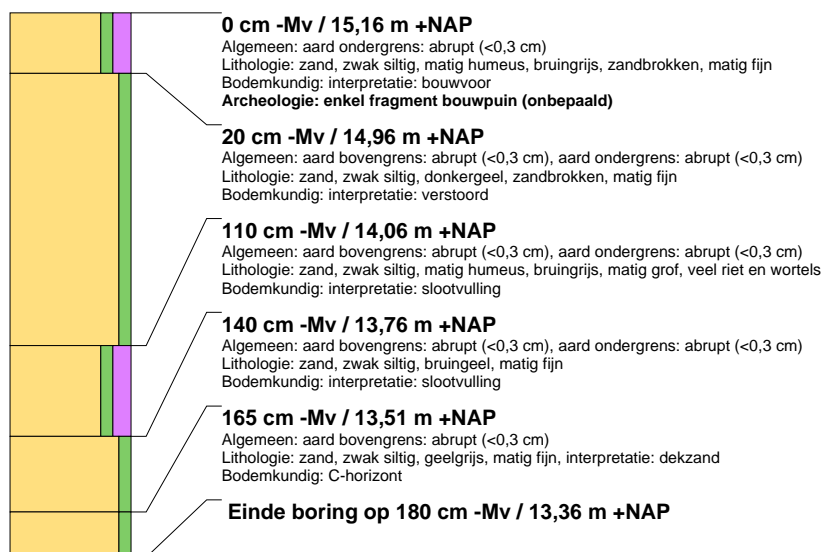 0 cm -Mv / 15,16 m +NAP
Algemeen: aard ondergrens: abrupt (<0,3 cm)
Lithologie: zand, zwak siltig, matig humeus, bruingrijs, zandbrokken, matig fijn
Bodemkundig: interpretatie: bouwvoor
Archeologie: enkel fragment bouwpuin (onbepaald)
20 cm -Mv / 14,96 m +NAP
Algemeen: aard bovengrens: abrupt (<0,3 cm), aard ondergrens: abrupt (<0,3 cm)
Lithologie: zand, zwak siltig, donkergeel, zandbrokken, matig fijn
Bodemkundig: interpretatie: verstoord
110 cm -Mv / 14,06 m +NAP
Algemeen: aard bovengrens: abrupt (<0,3 cm), aard ondergrens: abrupt (<0,3 cm)
Lithologie: zand, zwak siltig, matig humeus, bruingrijs, matig grof, veel riet en wortels
Bodemkundig: interpretatie: slootvulling
140 cm -Mv / 13,76 m +NAP
Algemeen: aard bovengrens: abrupt (<0,3 cm), aard ondergrens: abrupt (<0,3 cm)
Lithologie: zand, zwak siltig, bruingeel, matig fijn
Bodemkundig: interpretatie: slootvulling
165 cm -Mv / 13,51 m +NAP
Algemeen: aard bovengrens: abrupt (<0,3 cm)
Lithologie: zand, zwak siltig, geelgrijs, matig fijn, interpretatie: dekzand
Bodemkundig: C-horizont
Einde boring op 180 cm -Mv / 13,36 m +NAP